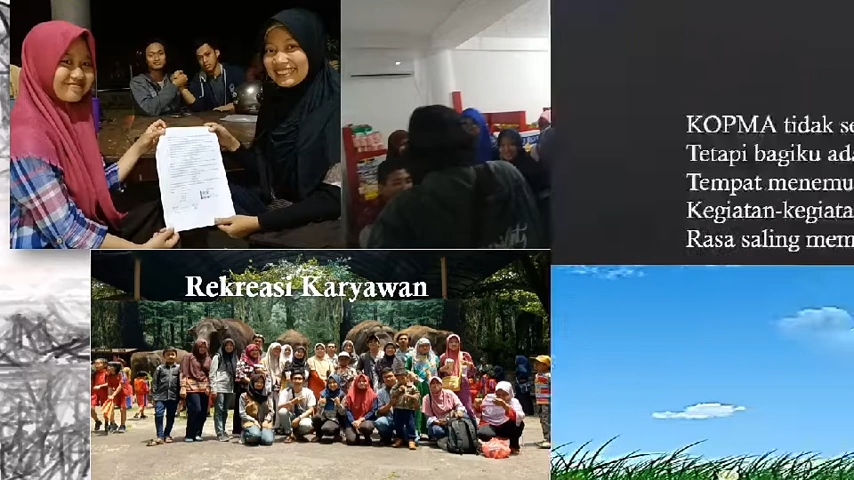 KOPMA tidak se
Tetapi bagiku ada
Tempat menemu
Kegiatan-kegiata
Rasa saling mem
Rekreasi Karyawan